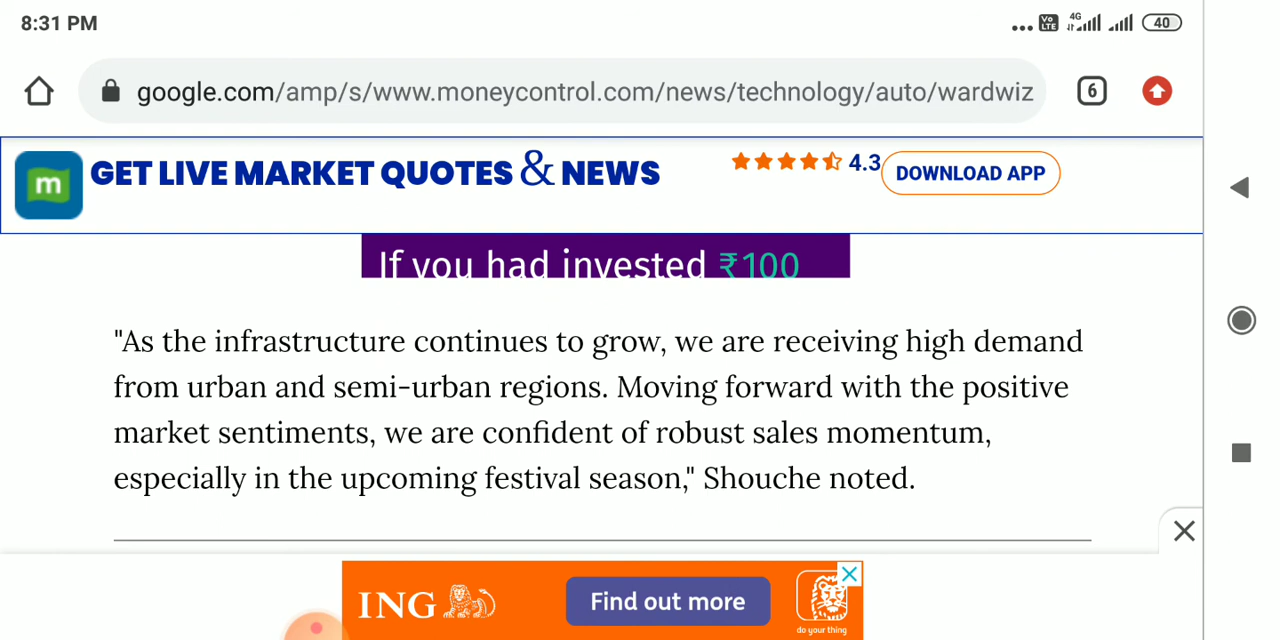 8:31 PM
Vo LTE 4G 40
google.com/amp/s/www.moneycontrol.com/news/technology/auto/wardwiz
6
m GET LIVE MARKET QUOTES & NEWS 4.3 DOWNLOAD APP
If you had invested ₹100
"As the infrastructure continues to grow, we are receiving high demand
from urban and semi-urban regions. Moving forward with the positive
market sentiments, we are confident of robust sales momentum,
especially in the upcoming festival season," Shouche noted.
ING Find out more
do your thing